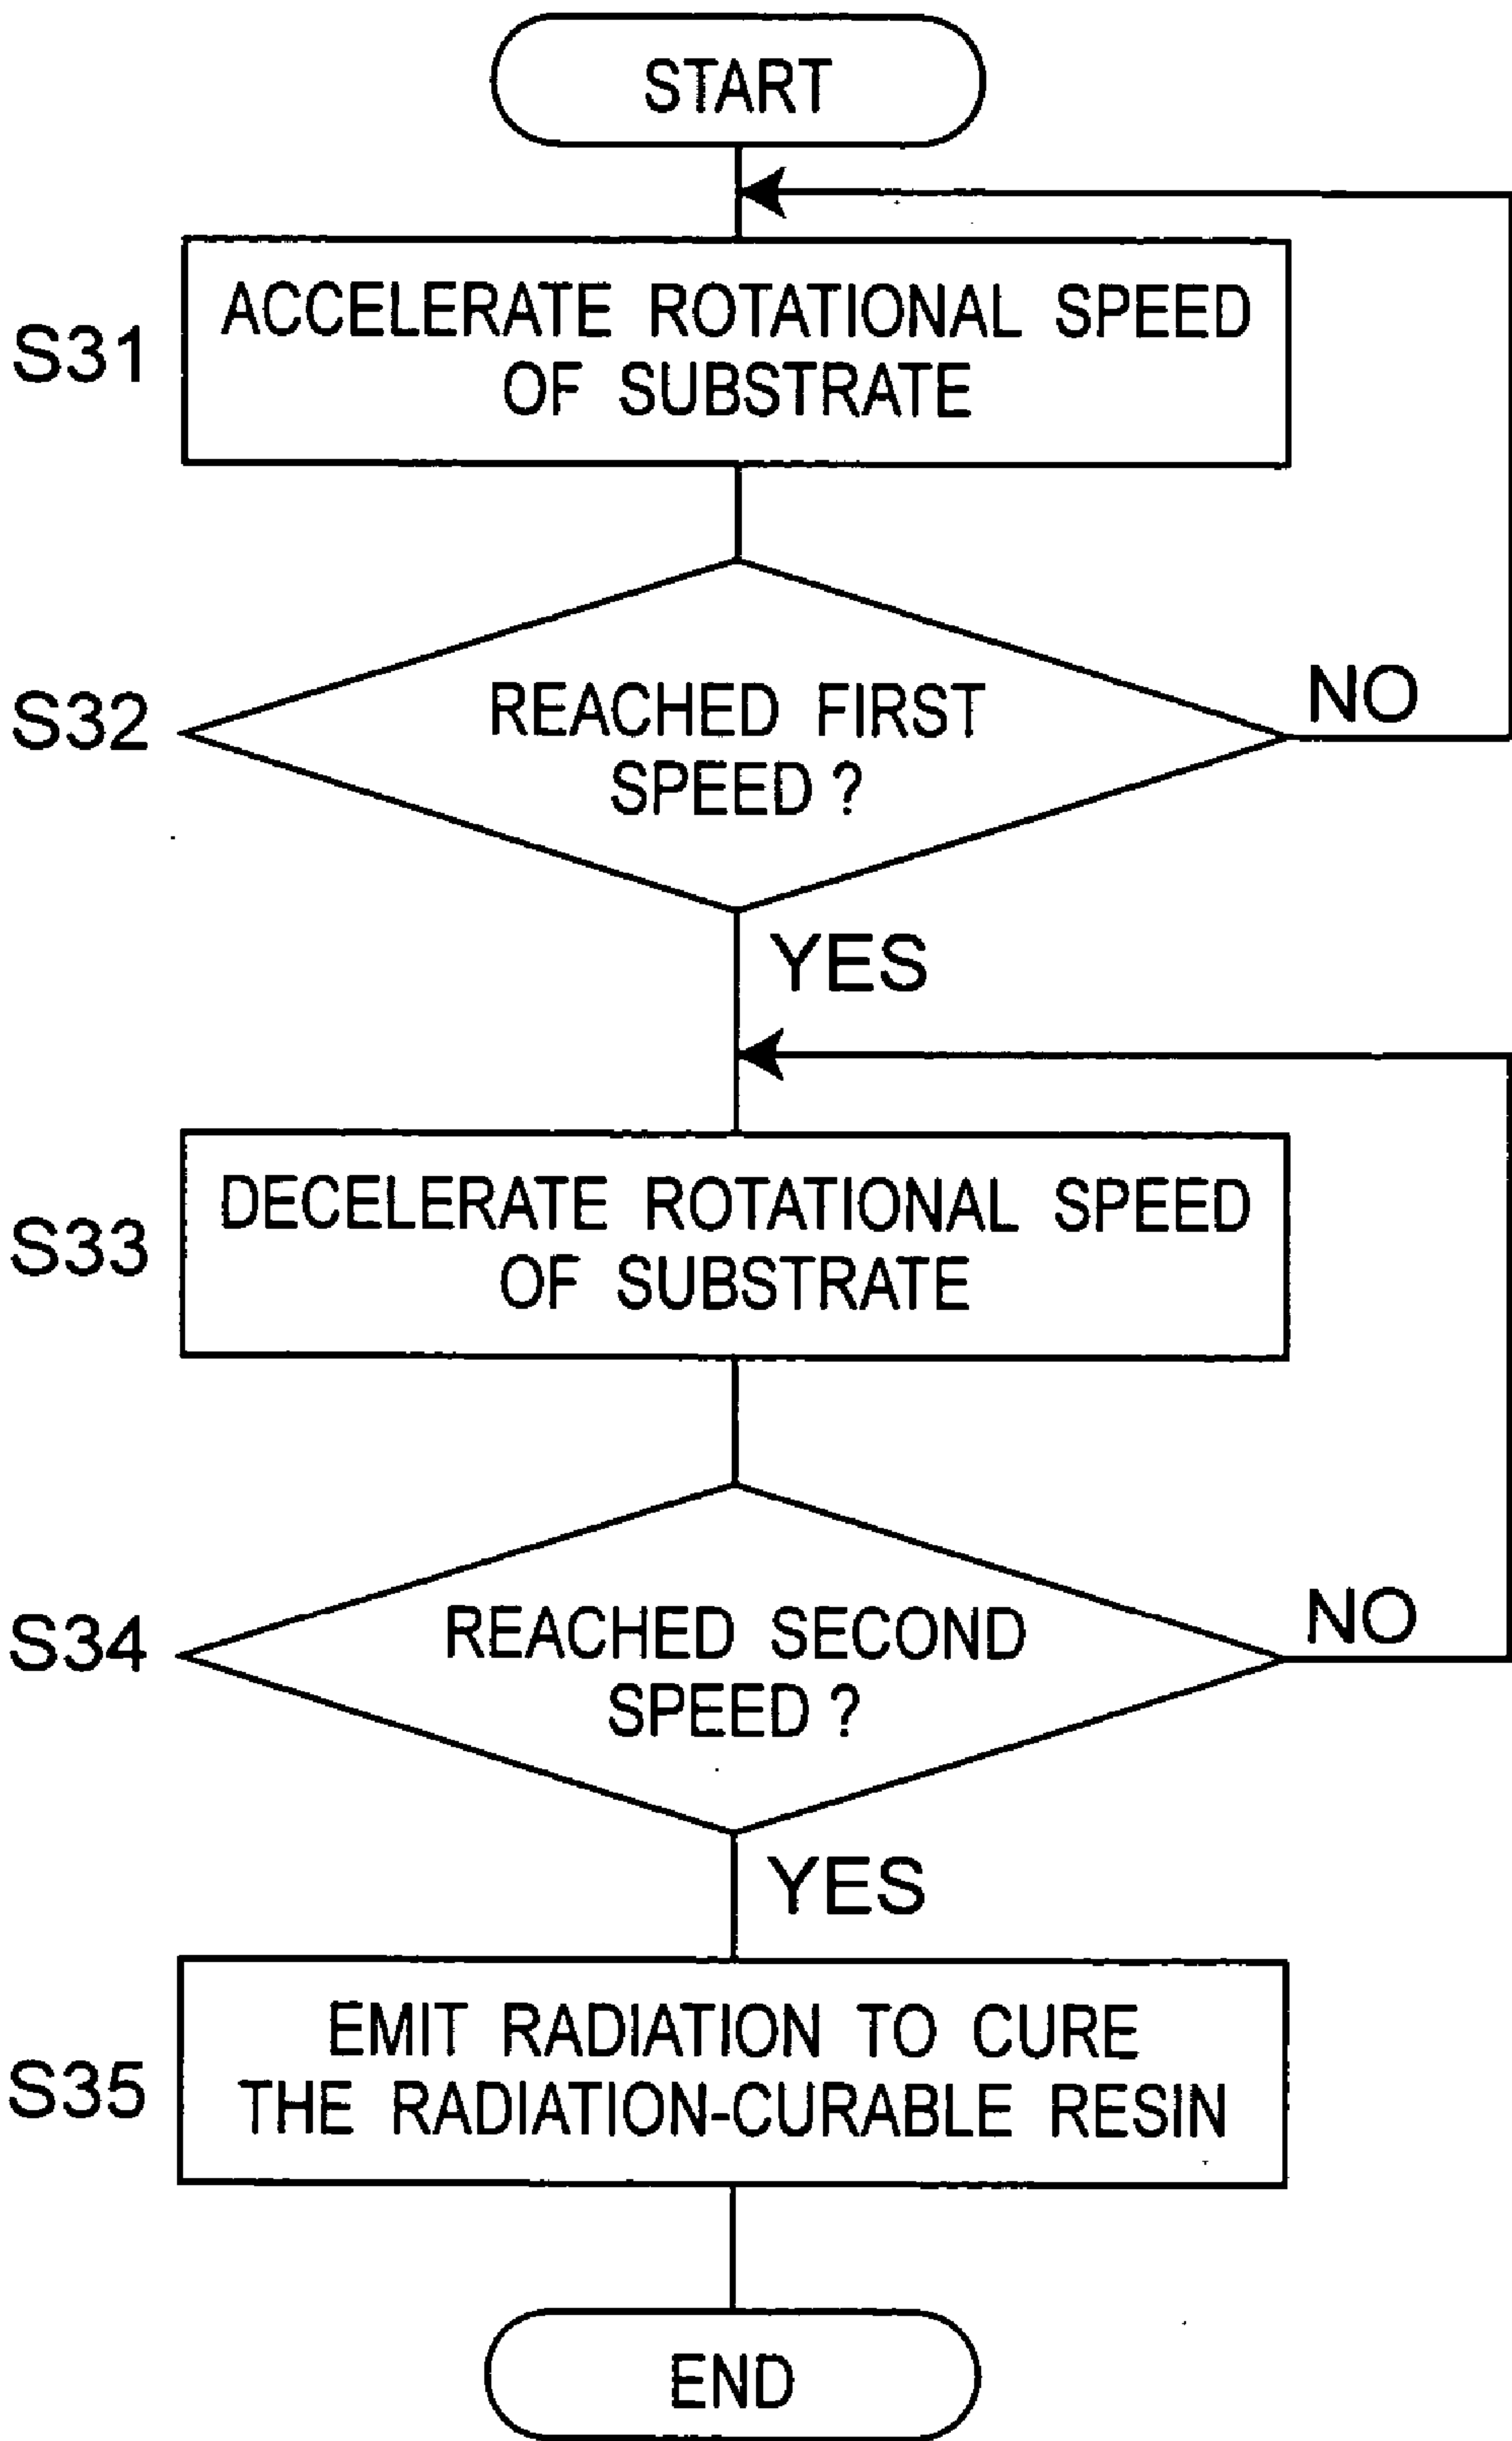 START
S31
ACCELERATE ROTATIONAL SPEED
OF SUBSTRATE
S32
REACHED FIRST
SPEED ?
NO
YES
S33
DECELERATE ROTATIONAL SPEED
OF SUBSTRATE
S34
REACHED SECOND
SPEED ?
NO
YES
S35
EMIT RADIATION TO CURE
THE RADIATION-CURABLE RESIN
END